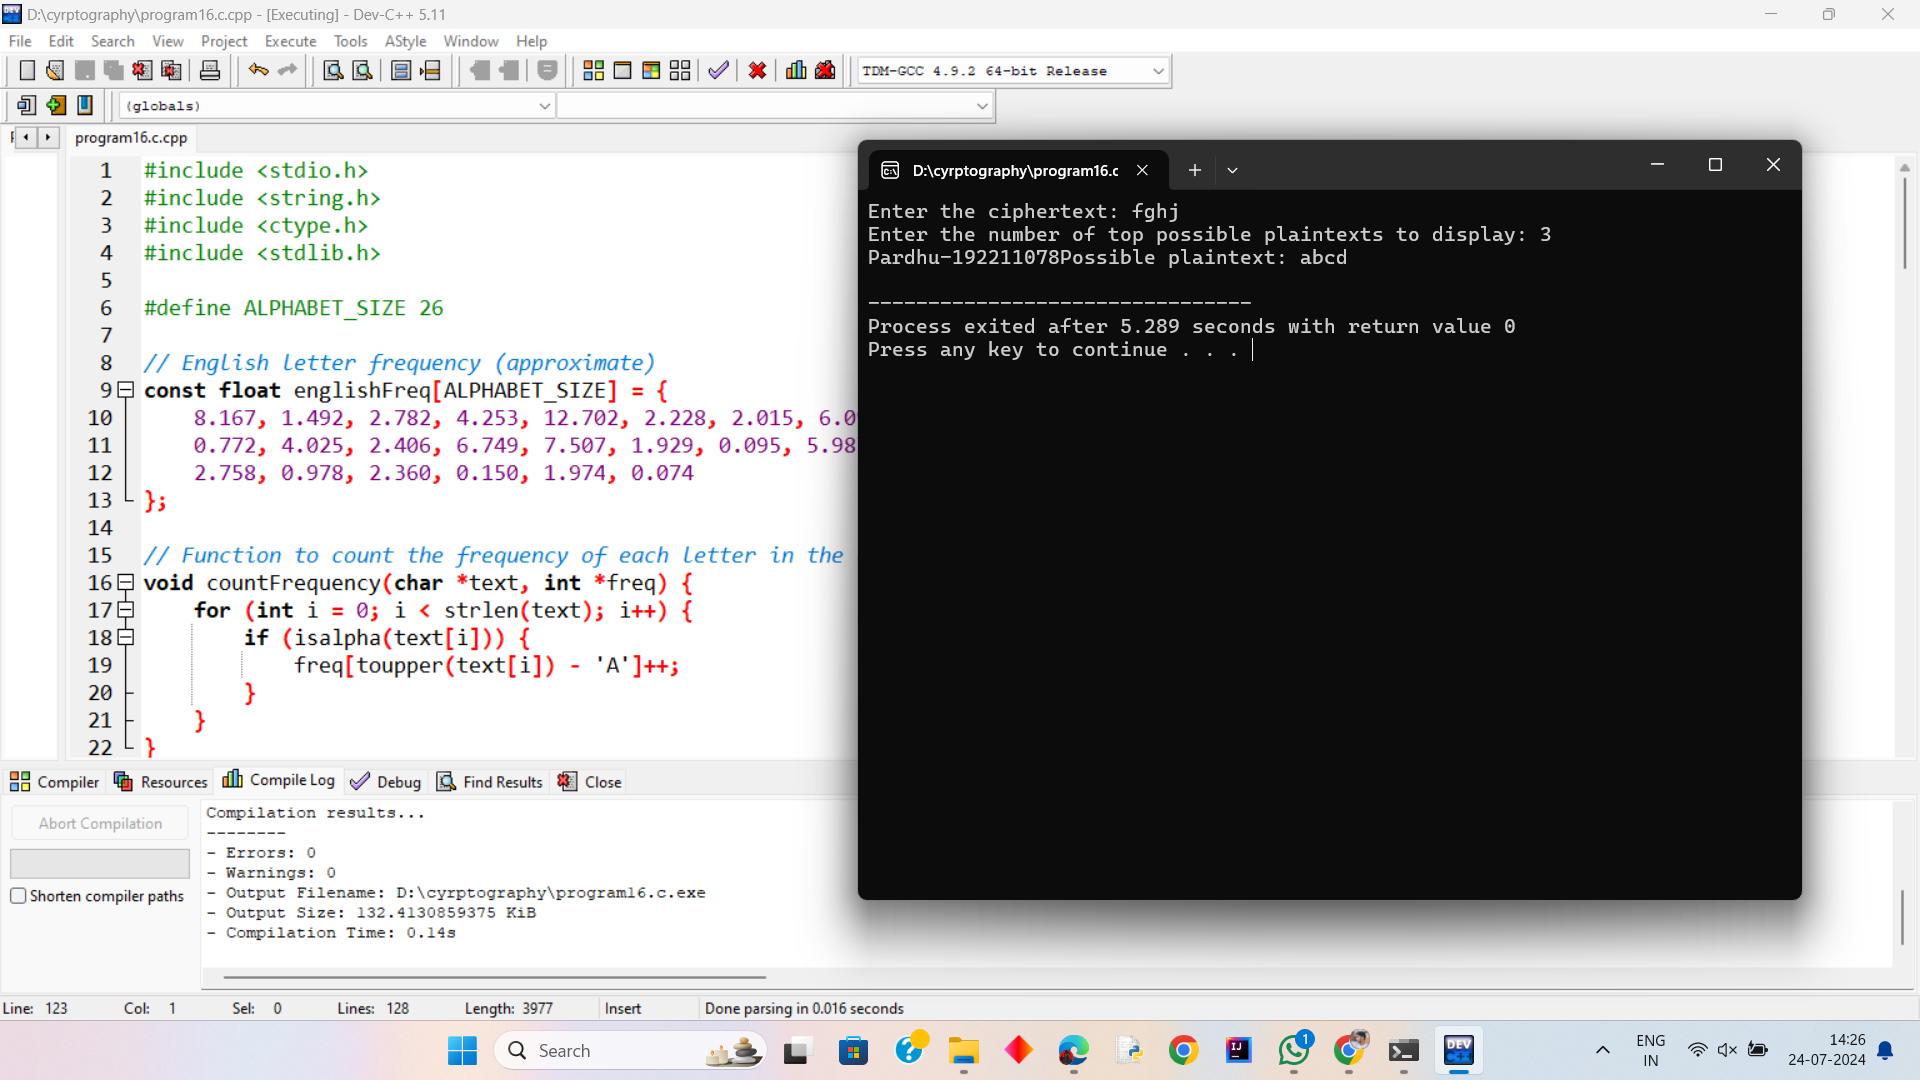 D:\cyrptography\program16.c.cpp - [Executing] - Dev-C++ 5.11
File Edit Search View Project Execute Tools AStyle Window Help
TDM-GCC 4.9.2 64-bit Release
(globals)
program16.c.cpp
1 #include <stdio.h>
2 #include <string.h>
3 #include <ctype.h>
4 #include <stdlib.h>
5
6 #define ALPHABET_SIZE 26
7
8 // English letter frequency (approximate)
9 const float englishFreq[ALPHABET_SIZE] = {
10 8.167, 1.492, 2.782, 4.253, 12.702, 2.228, 2.015,
11 0.772, 4.025, 2.406, 6.749, 7.507, 1.929, 0.095,
12 2.758, 0.978, 2.360, 0.150, 1.974, 0.074
13 };
14
15 // Function to count the frequency of each letter in the
16 void countFrequency(char *text, int *freq) {
17 for (int i = 0; i < strlen(text); i++) {
18 if (isalpha(text[i])) {
19 freq[toupper(text[i]) - 'A']++;
20 }
21 }
22 }
D:\cyrptography\program16.c
Enter the ciphertext: fghj
Enter the number of top possible plaintexts to display: 3
Pardhu-192211078Possible plaintext: abcd
--------------------------------
Process exited after 5.289 seconds with return value 0
Press any key to continue . . .
Compiler Resources Compile Log Debug Find Results Close
Abort Compilation
Shorten compiler paths
Compilation results...
--------
- Errors: 0
- Warnings: 0
- Output Filename: D:\cyrptography\program16.c.exe
- Output Size: 132.4130859375 KiB
- Compilation Time: 0.14s
Line: 123 Col: 1 Sel: 0 Lines: 128 Length: 3977 Insert Done parsing in 0.016 seconds
Search
IJ
1
DEV C++
ENG
IN
14:26
24-07-2024